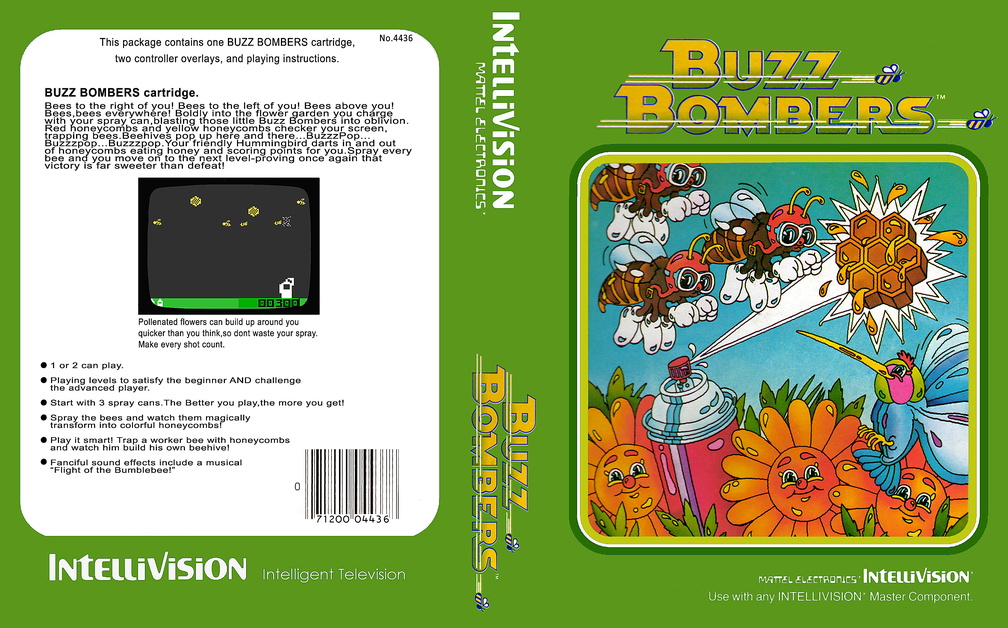 This package contains one BUZZ BOMBERS cartridge,
No.4436
two controller overlays, and playing instructions.
BUZZ BOMBERS cartridge.
Bees to the right of you! Bees to the left of you! Bees above you!
Bees,bees everywhere! Boldly into the flower garden you charge
with your spray can,blasting those little Buzz Bombers into oblivion.
Red honeycombs and yellow honeycombs checker your screen,
trapping bees.Beehives pop up here and there...BuzzzPop...
Buzzzpop...Buzzzpop.Your friendly Hummingbird darts in and out
of honeycombs eating honey and scoring points for you.Spray every
bee and you move on to the next level-proving once again that
victory is far sweeter than defeat!
00300
Pollenated flowers can build up around you
quicker than you think,so dont waste your spray.
Make every shot count.
● 1 or 2 can play.
● Playing levels to satisfy the beginner AND challenge
the advanced player.
● Start with 3 spray cans.The Better you play,the more you get!
● Spray the bees and watch them magically
transform into colorful honeycombs!
● Play it smart! Trap a worker bee with honeycombs
and watch him build his own beehive!
● Fanciful sound effects include a musical
"Flight of the Bumblebee!"
0
71200 04436
INTELLIVISION Intelligent Television
INTELLIVISION
MATTEL ELECTRONICS®
BUZZ
BOMBERS™
BUZZ
BOMBERS™
MATTEL ELECTRONICS® INTELLIVISION®
Use with any INTELLIVISION® Master Component.